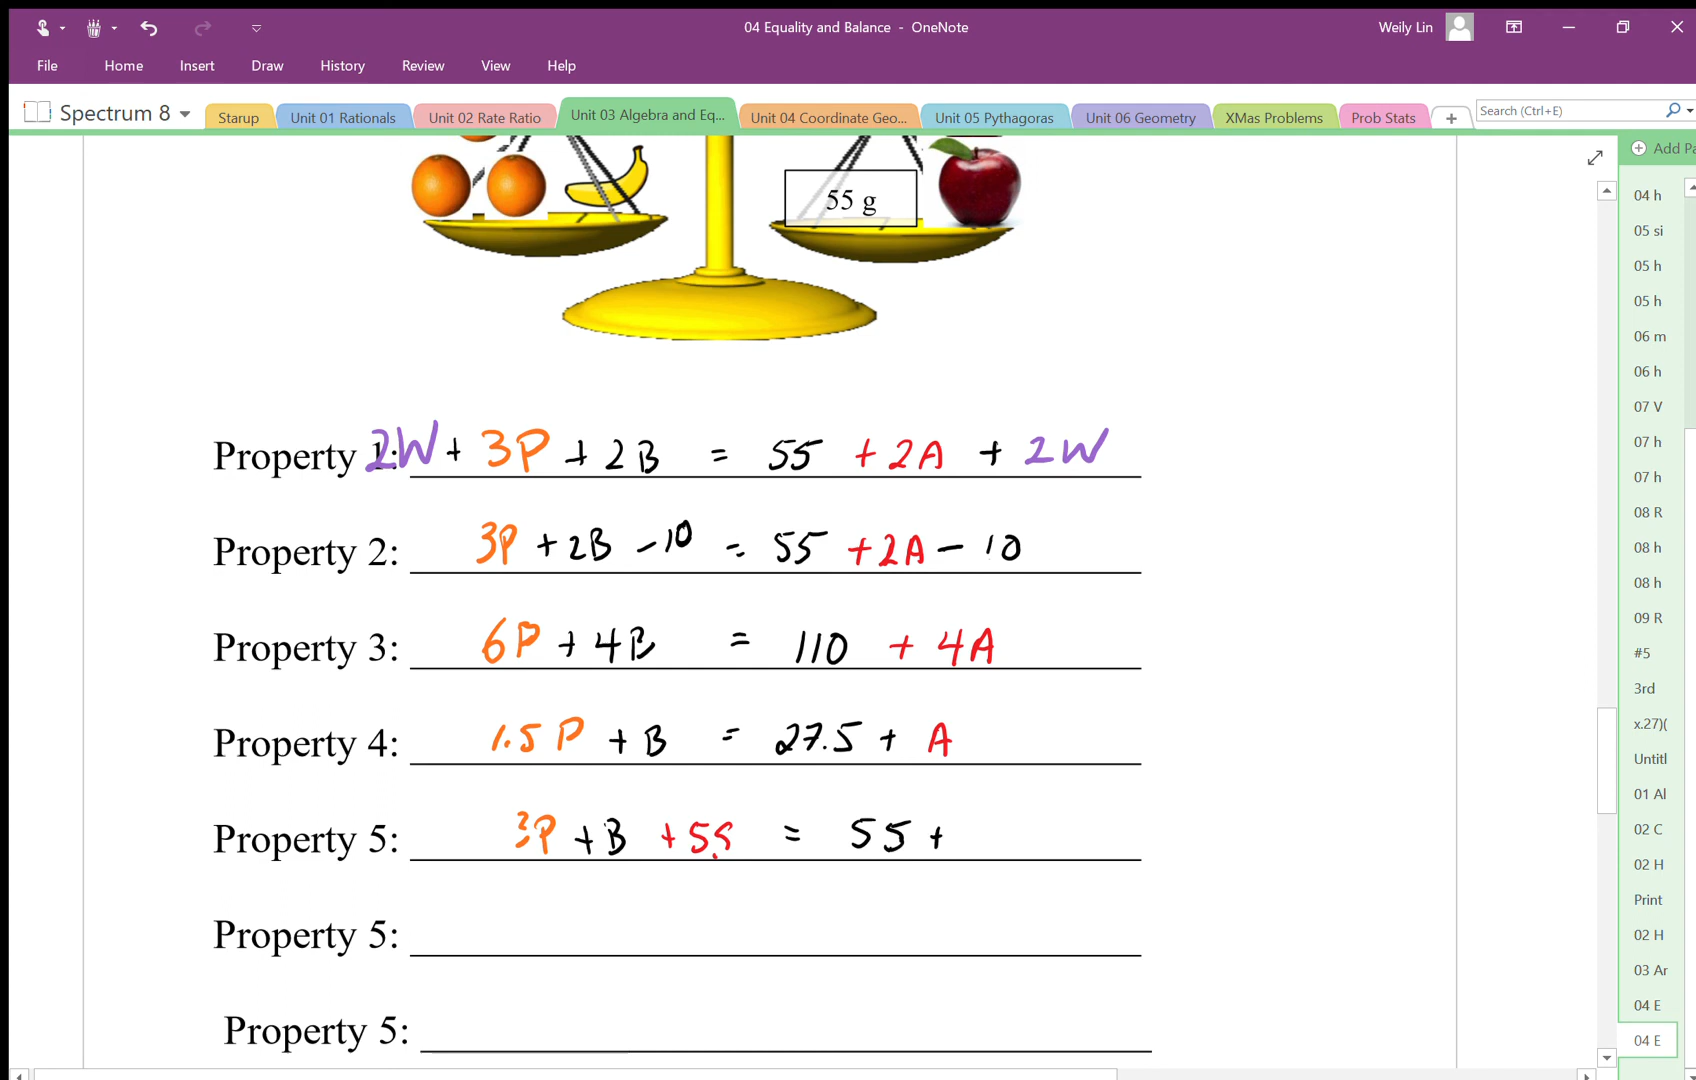 04 Equality and Balance - OneNote
Weily Lin
File Home Insert Draw History Review View Help
Spectrum 8
Starup Unit 01 Rationals Unit 02 Rate Ratio Unit 03 Algebra and Eq... Unit 04 Coordinate Geo... Unit 05 Pythagoras Unit 06 Geometry XMas Problems Prob Stats + Search (Ctrl+E)
Add Pa
55 g
Property 1: 2W + 3P + 2B = 55 + 2A + 2W
Property 2: 3P + 2B - 10 = 55 + 2A - 10
Property 3: 6P + 4B = 110 + 4A
Property 4: 1.5P + B = 27.5 + A
Property 5: 3P + B + 55 = 55 +
Property 5:
Property 5:
04 h
05 si
05 h
05 h
06 m
06 h
07 V
07 h
07 h
08 R
08 h
08 h
09 R
#5
3rd
x.27)(
Untitl
01 Al
02 C
02 H
Print
02 H
03 Ar
04 E
04 E